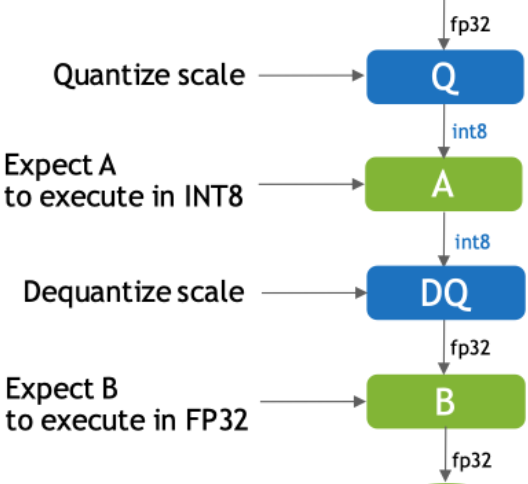 fp32
Quantize scale
Q
int8
Expect A
to execute in INT8
A
int8
Dequantize scale
DQ
fp32
Expect B
to execute in FP32
B
fp32